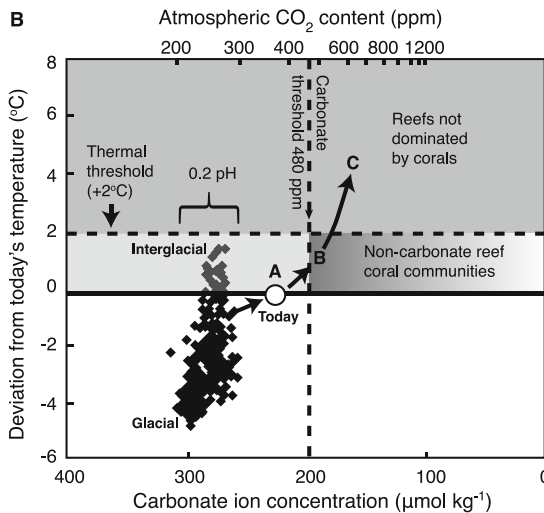 B
Atmospheric CO2 content (ppm)
200 300 400 600 800 1000 1200
8
6
4
2
0
-2
-4
-6
Deviation from today's temperature (°C)
Thermal
threshold
(+2°C)
0.2 pH
Carbonate
threshold 480 ppm
Reefs not
dominated
by corals
C
Interglacial
A
B
Non-carbonate reef
coral communities
Today
Glacial
400 300 200 100 0
Carbonate ion concentration (μmol kg-1)